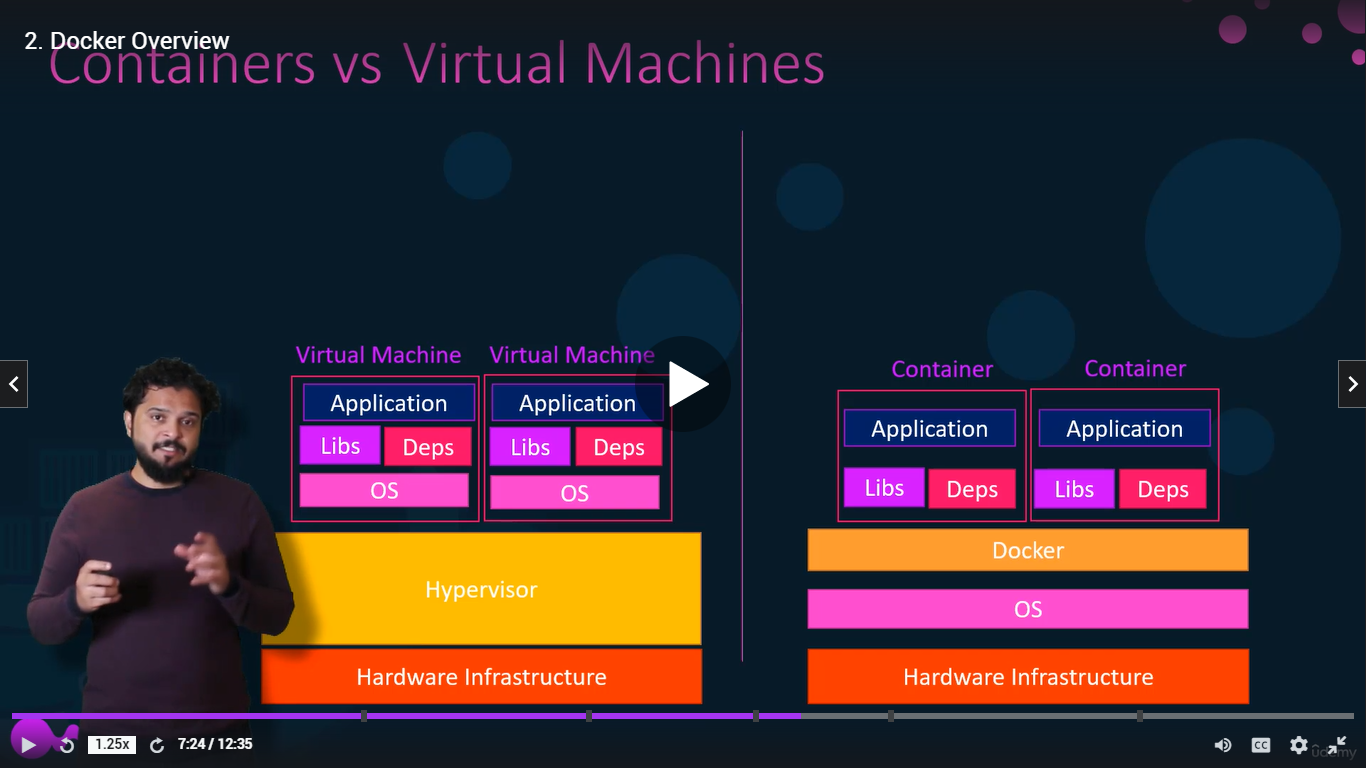 2. Docker Overview
Containers vs Virtual Machines
Virtual Machine Virtual Machine
Application Application
Libs Deps Libs Deps
OS OS
Hypervisor
Hardware Infrastructure
Container Container
Application Application
Libs Deps Libs Deps
Docker
OS
Hardware Infrastructure
1.25x 7:24 / 12:35 CC
ûdemy